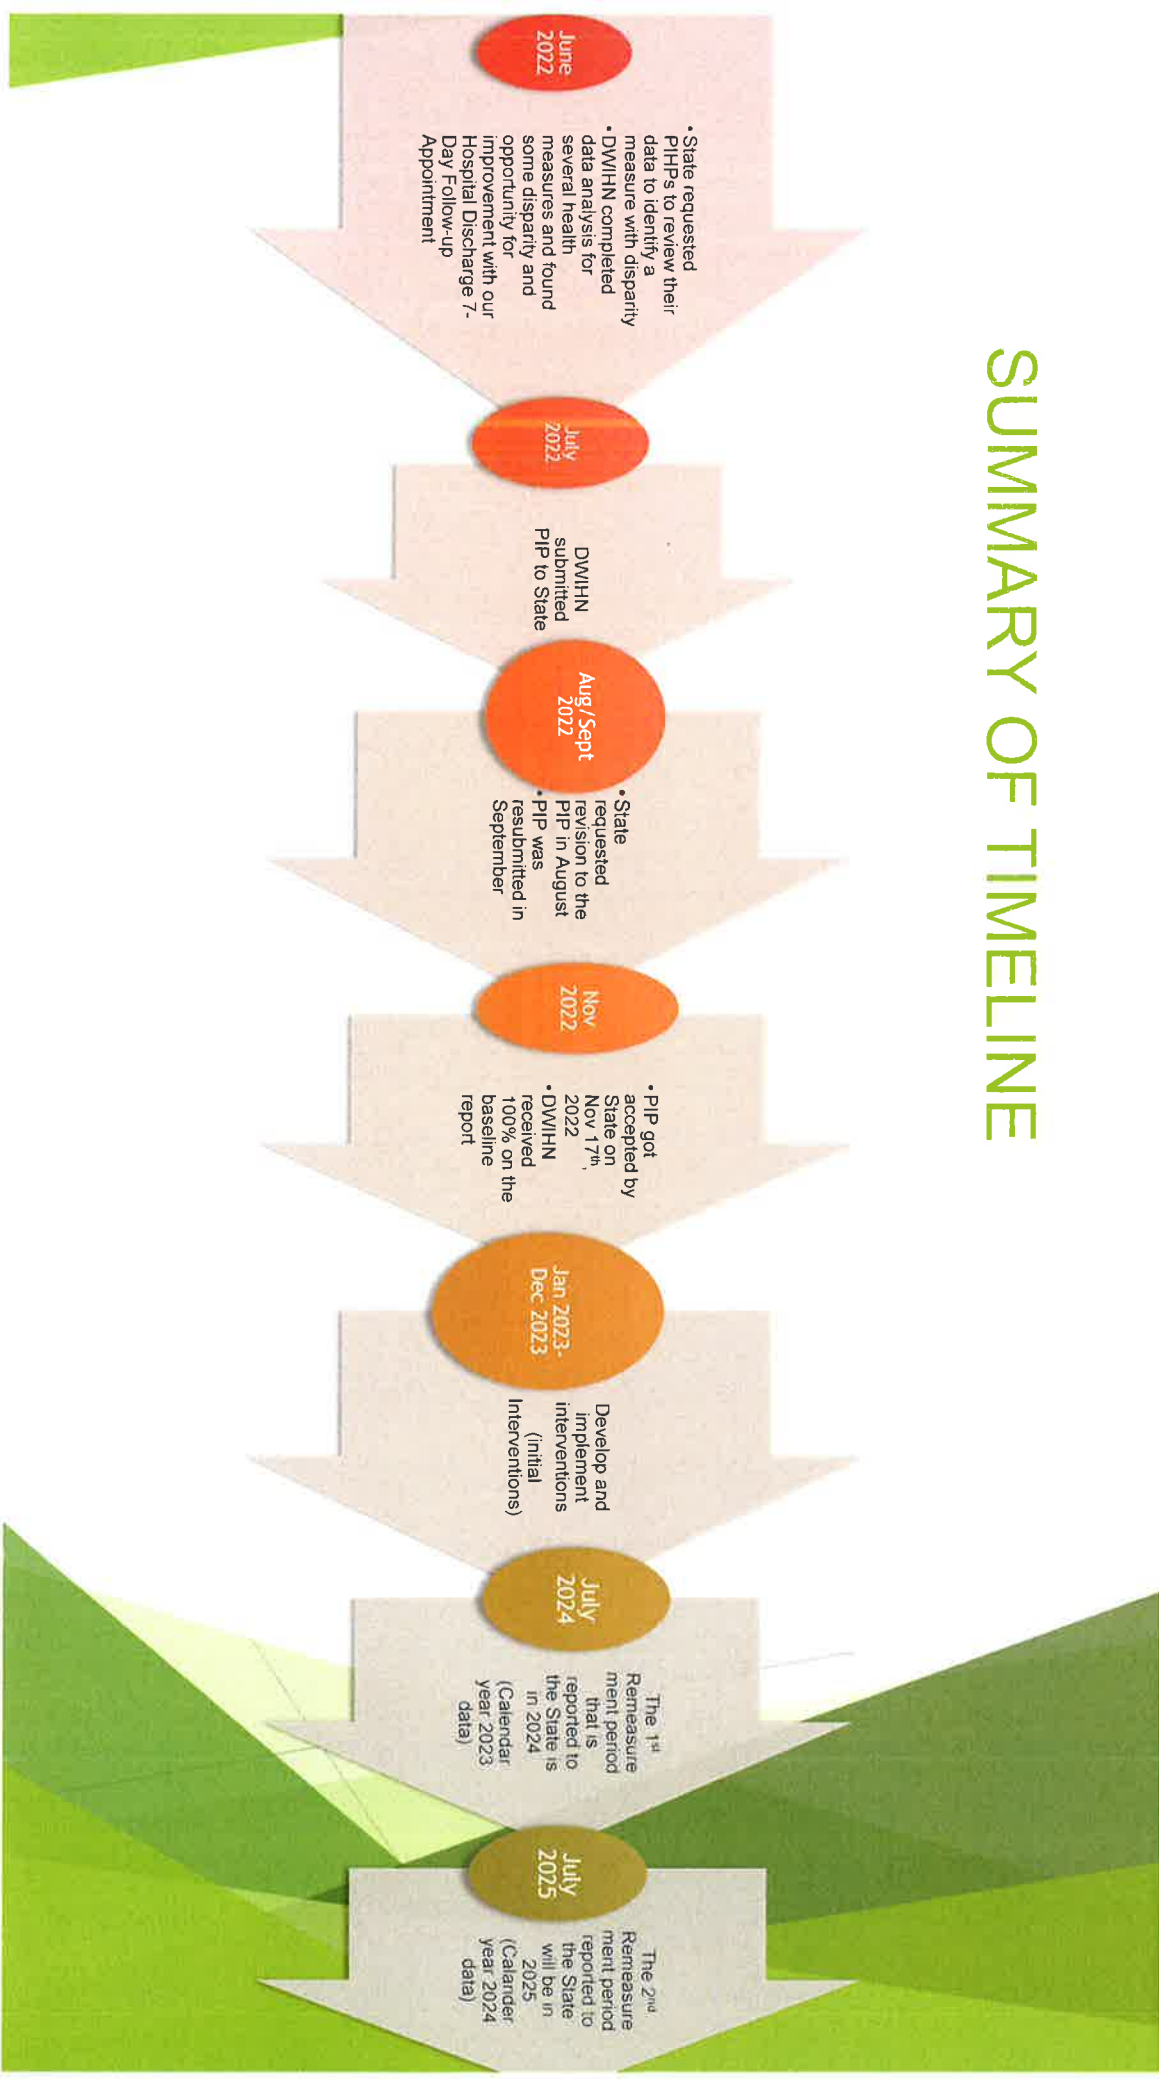 SUMMARY OF TIMELINE
June
2022
• State requested
PIHPs to review their
data to identify a
measure with disparity
• DWIHN completed
data analysis for
several health
measures and found
some disparity and
opportunity for
improvement with our
Hospital Discharge 7-
Day Follow-up
Appointment
July
2022
DWIHN
submitted
PIP to State
Aug/Sept
2022
• State
requested
revision to the
PIP in August
• PIP was
resubmitted in
September
Nov
2022
• PIP got
accepted by
State on
Nov 17th,
2022
• DWIHN
received
100% on the
baseline
report
Jan 2023-
Dec 2023
Develop and
implement
interventions
(initial
Interventions)
July
2024
The 1st
Remeasure
ment period
that is
reported to
the State is
in 2024
(Calendar
year 2023
data)
July
2025
The 2nd
Remeasure
ment period
reported to
the State
will be in
2025
(Calander
year 2024
data)